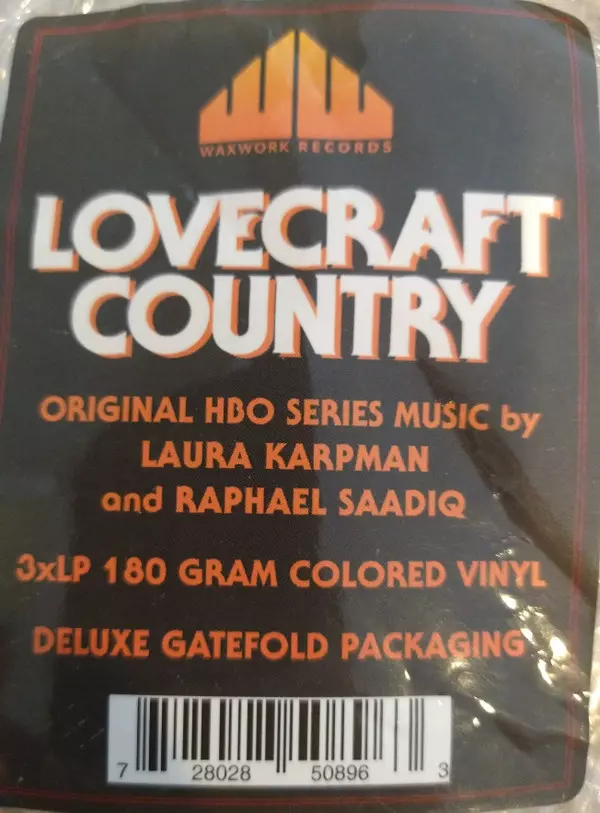 WAXWORK RECORDS
LOVECRAFT
COUNTRY
ORIGINAL HBO SERIES MUSIC by
LAURA KARPMAN
and RAPHAEL SAADIQ
3xLP 180 GRAM COLORED VINYL
DELUXE GATEFOLD PACKAGING
7 28028 50896 3